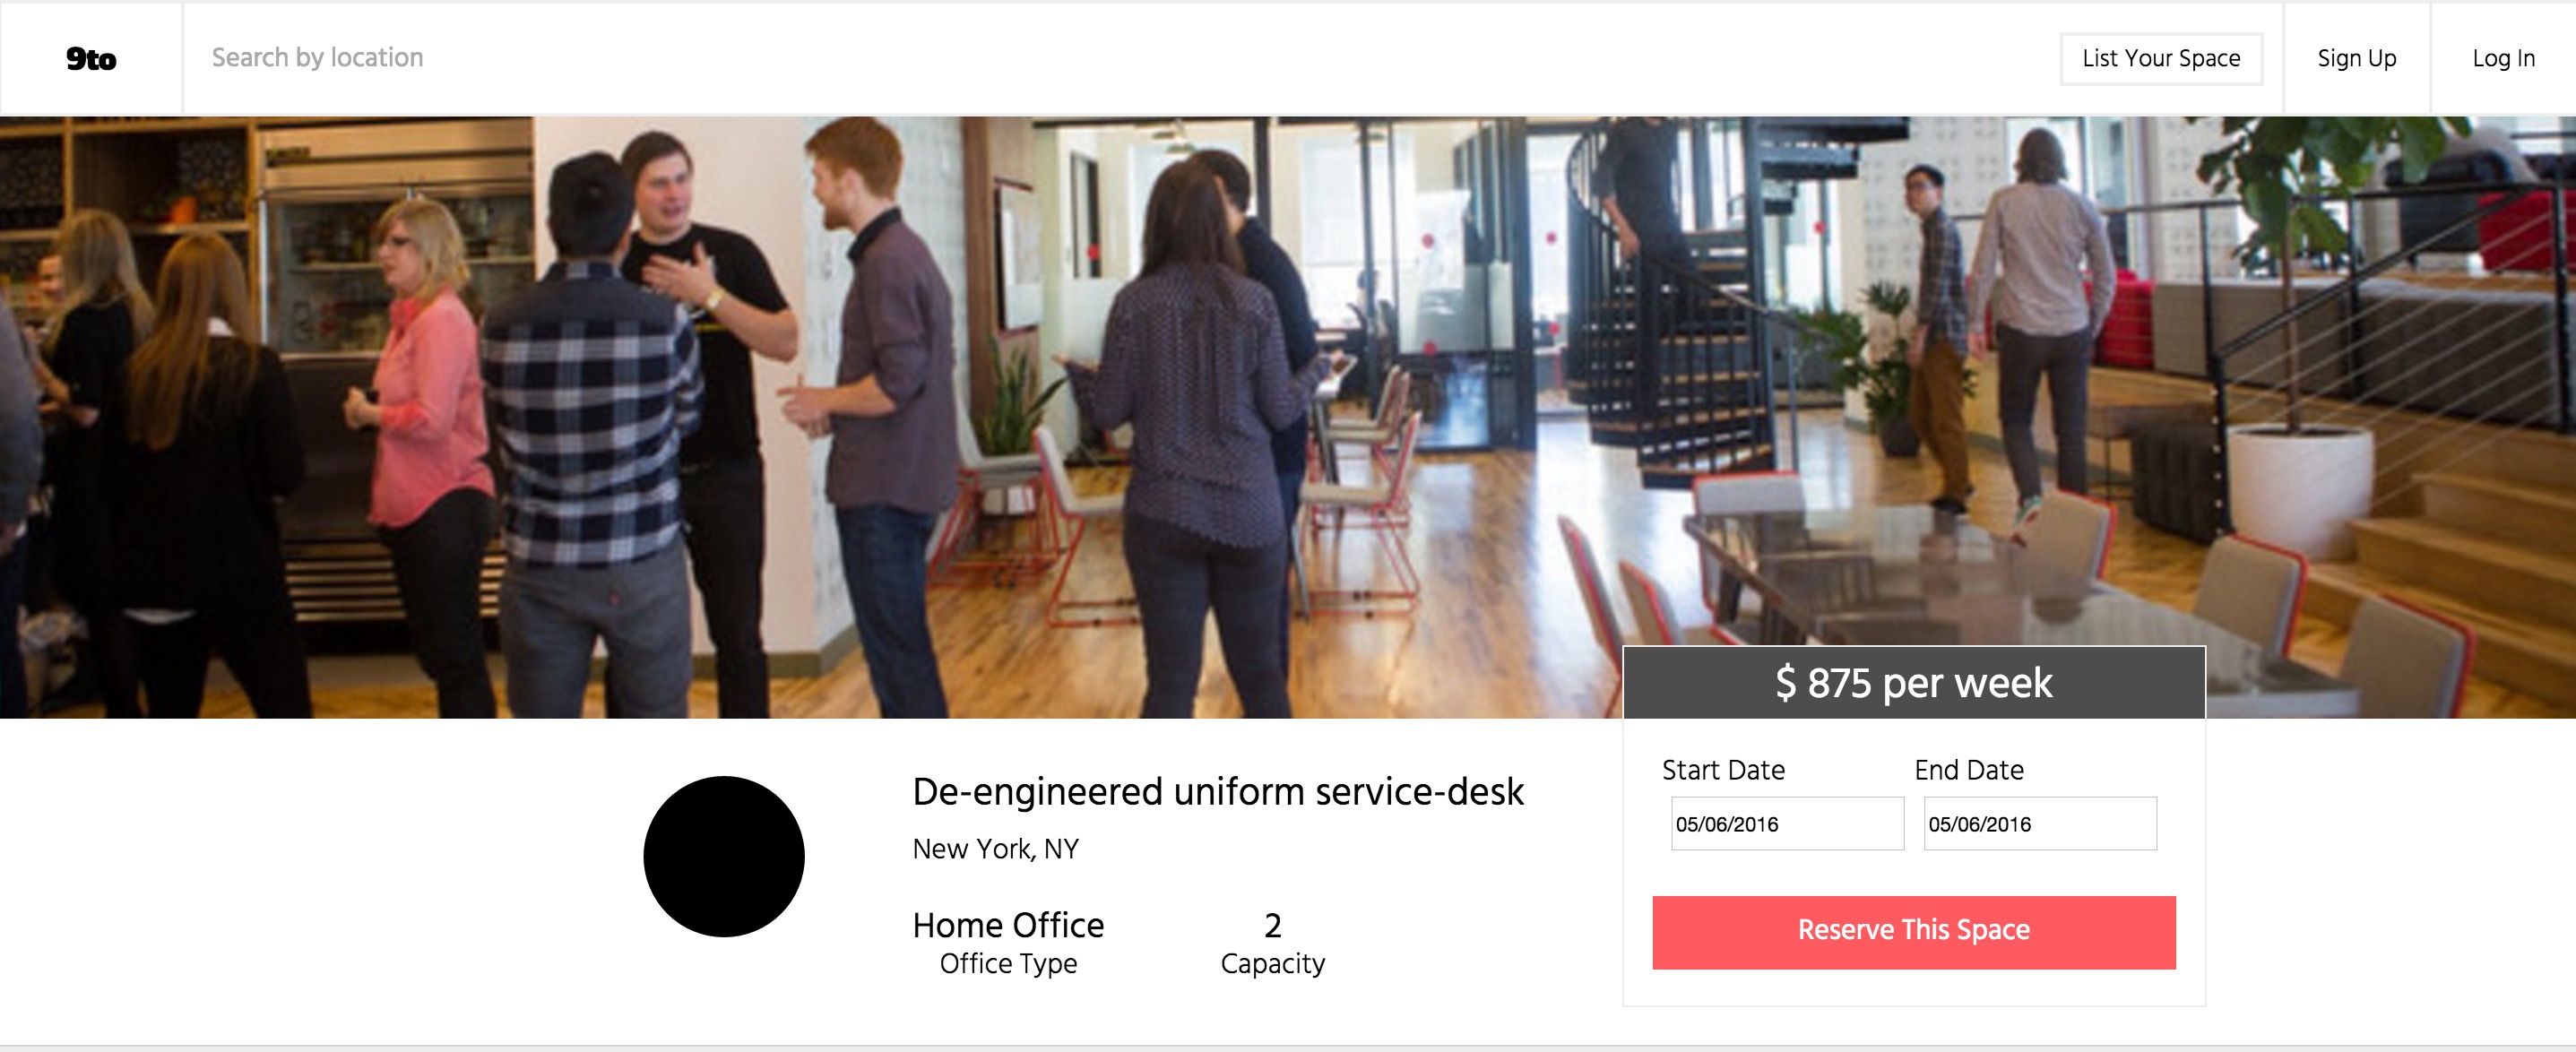 9to
Search by location
List Your Space
Sign Up
Log In
$ 875 per week
De-engineered uniform service-desk
New York, NY
Home Office
Office Type
2
Capacity
Start Date
End Date
05/06/2016
05/06/2016
Reserve This Space